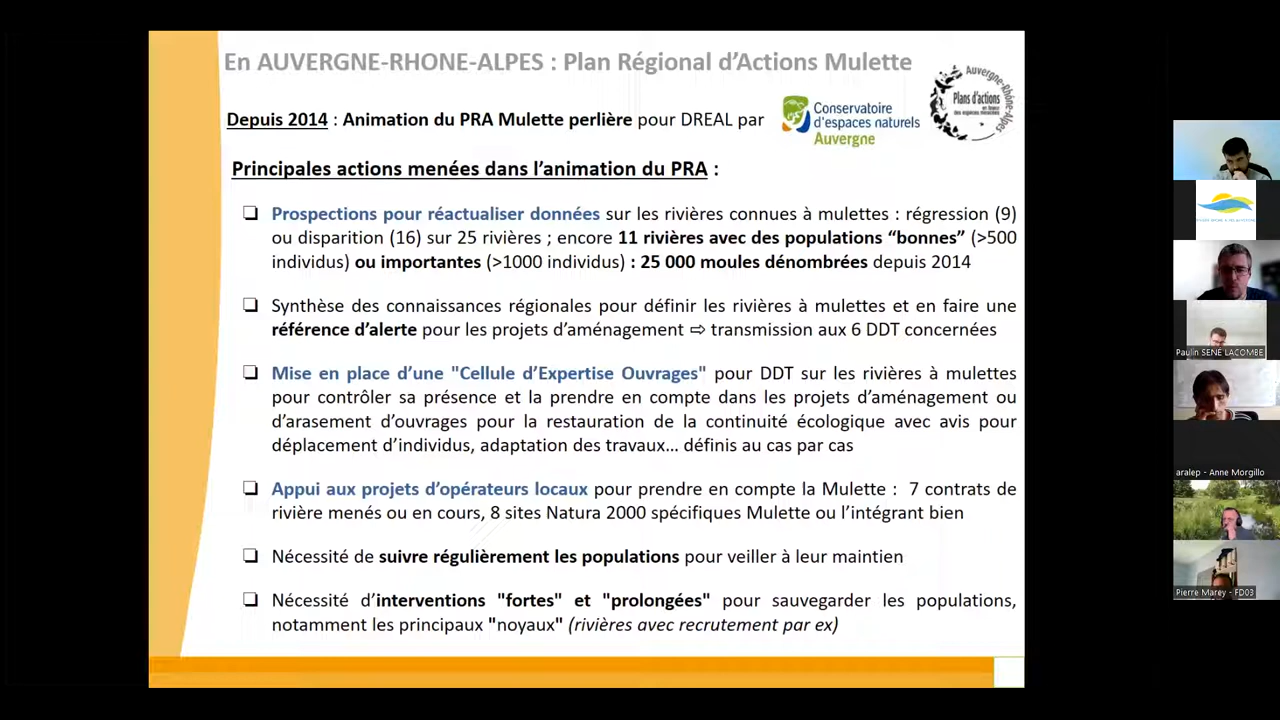 En AUVERGNE-RHONE-ALPES : Plan Régional d'Actions Mulette
Depuis 2014 : Animation du PRA Mulette perlière pour DREAL par
Conservatoire
d'espaces naturels
Auvergne
Auvergne-Rhône-Alpes
Plans d'actions
Principales actions menées dans l'animation du PRA :
❑ Prospections pour réactualiser données sur les rivières connues à mulettes : régression (9)
ou disparition (16) sur 25 rivières ; encore 11 rivières avec des populations “bonnes” (>500
individus) ou importantes (>1000 individus) : 25 000 moules dénombrées depuis 2014
❑ Synthèse des connaissances régionales pour définir les rivières à mulettes et en faire une
référence d'alerte pour les projets d'aménagement ⇨ transmission aux 6 DDT concernées
❑ Mise en place d'une "Cellule d'Expertise Ouvrages" pour DDT sur les rivières à mulettes
pour contrôler sa présence et la prendre en compte dans les projets d'aménagement ou
d'arasement d'ouvrages pour la restauration de la continuité écologique avec avis pour
déplacement d'individus, adaptation des travaux... définis au cas par cas
❑ Appui aux projets d'opérateurs locaux pour prendre en compte la Mulette : 7 contrats de
rivière menés ou en cours, 8 sites Natura 2000 spécifiques Mulette ou l'intégrant bien
❑ Nécessité de suivre régulièrement les populations pour veiller à leur maintien
❑ Nécessité d'interventions "fortes" et "prolongées" pour sauvegarder les populations,
notamment les principaux "noyaux" (rivières avec recrutement par ex)
Paulin SENÉ LACOMBE
aralep - Anne Morgillo
Pierre Marey - FD03